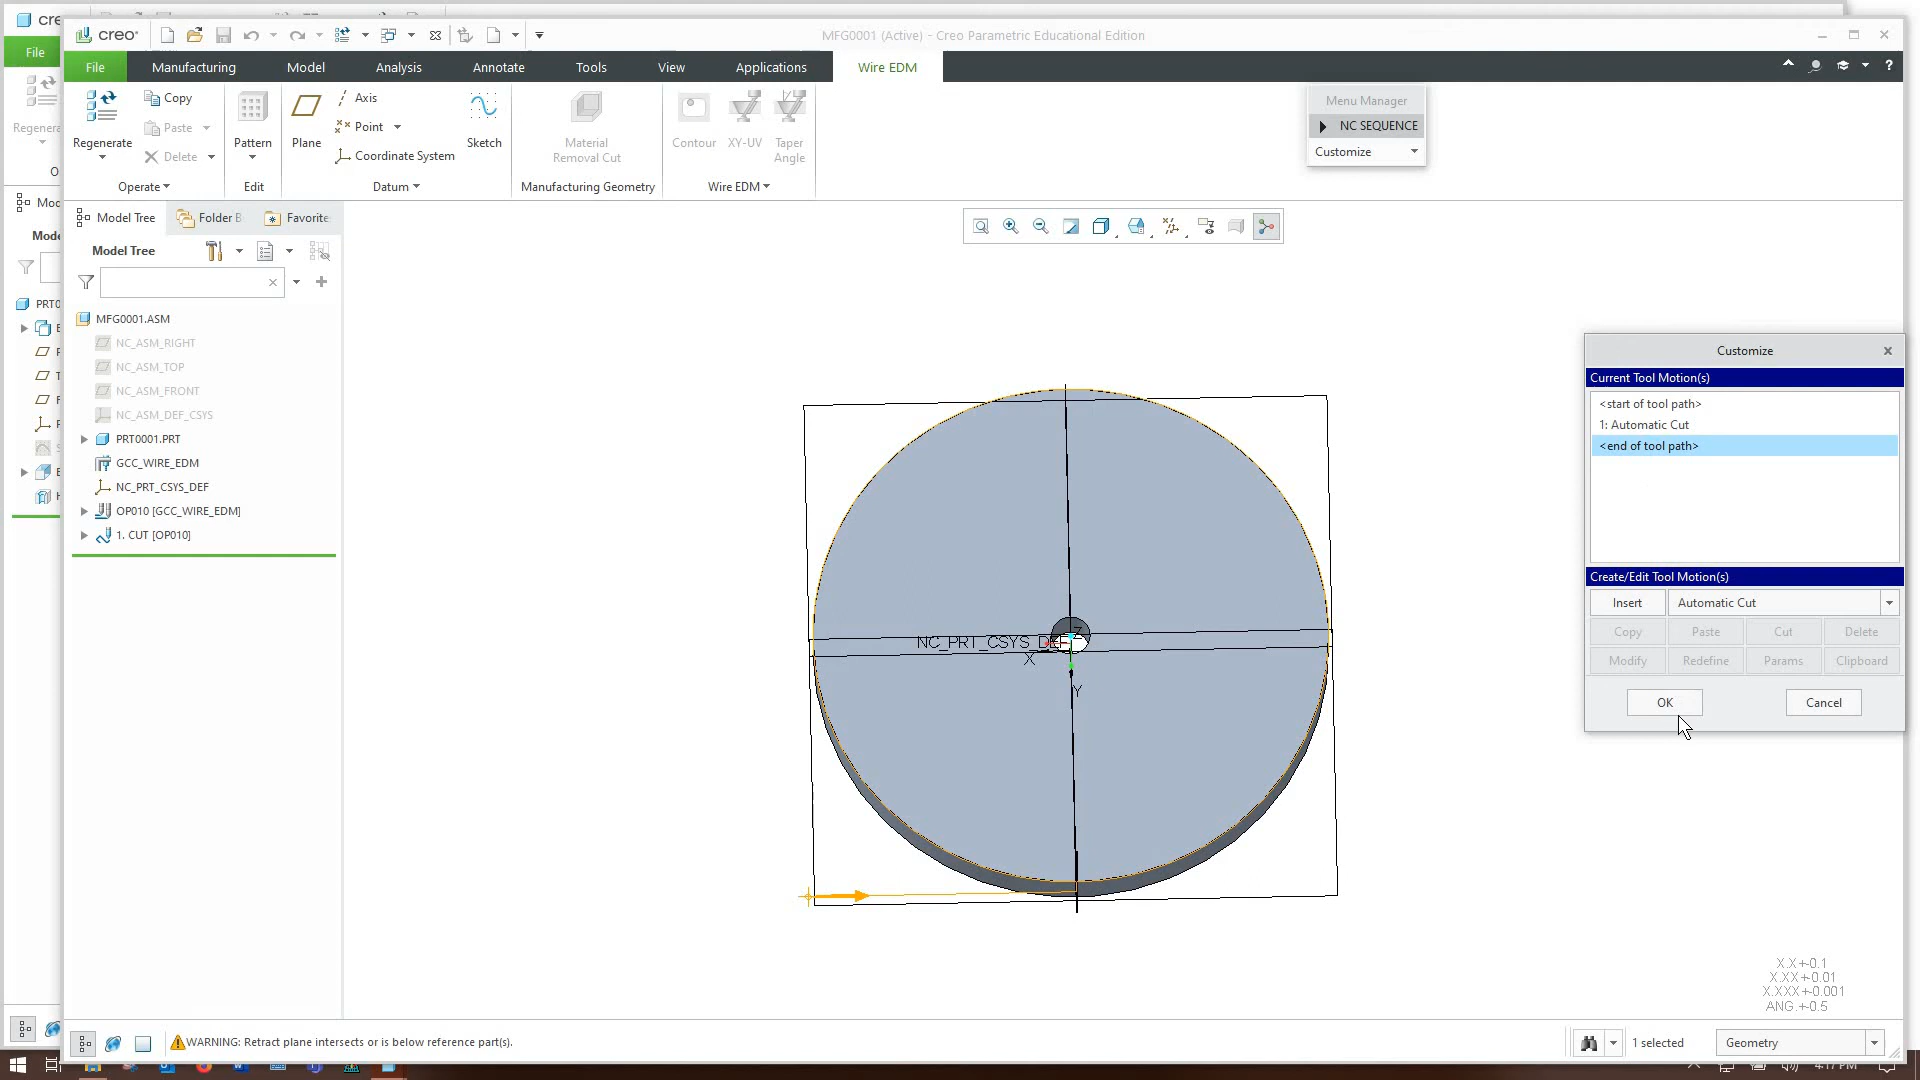 creo
File
creo
MFG0001 (Active) - Creo Parametric Educational Edition
File
Manufacturing
Model
Analysis
Annotate
Tools
View
Applications
Wire EDM
?
Regenerate
Copy
Paste
Delete
Operate
Pattern
Edit
Plane
Axis
Point
Coordinate System
Sketch
Datum
Material
Removal Cut
Manufacturing Geometry
Contour
XY-UV
Taper
Angle
Wire EDM
Menu Manager
NC SEQUENCE
Customize
Model Tree
Folder B
Favorite
Model Tree
MFG0001.ASM
NC_ASM_RIGHT
NC_ASM_TOP
NC_ASM_FRONT
NC_ASM_DEF_CSYS
PRT0001.PRT
GCC_WIRE_EDM
NC_PRT_CSYS_DEF
OP010 [GCC_WIRE_EDM]
1. CUT [OP010]
NC_PRT_CSYS_DEF
Z
X
Y
Customize
Current Tool Motion(s)
<start of tool path>
1: Automatic Cut
<end of tool path>
Create/Edit Tool Motion(s)
Insert
Automatic Cut
Copy
Paste
Cut
Delete
Modify
Redefine
Params
Clipboard
OK
Cancel
X.X+-0.1
X.XX+-0.01
X.XXX+-0.001
ANG.+-0.5
WARNING: Retract plane intersects or is below reference part(s).
1 selected
Geometry
4:17 PM